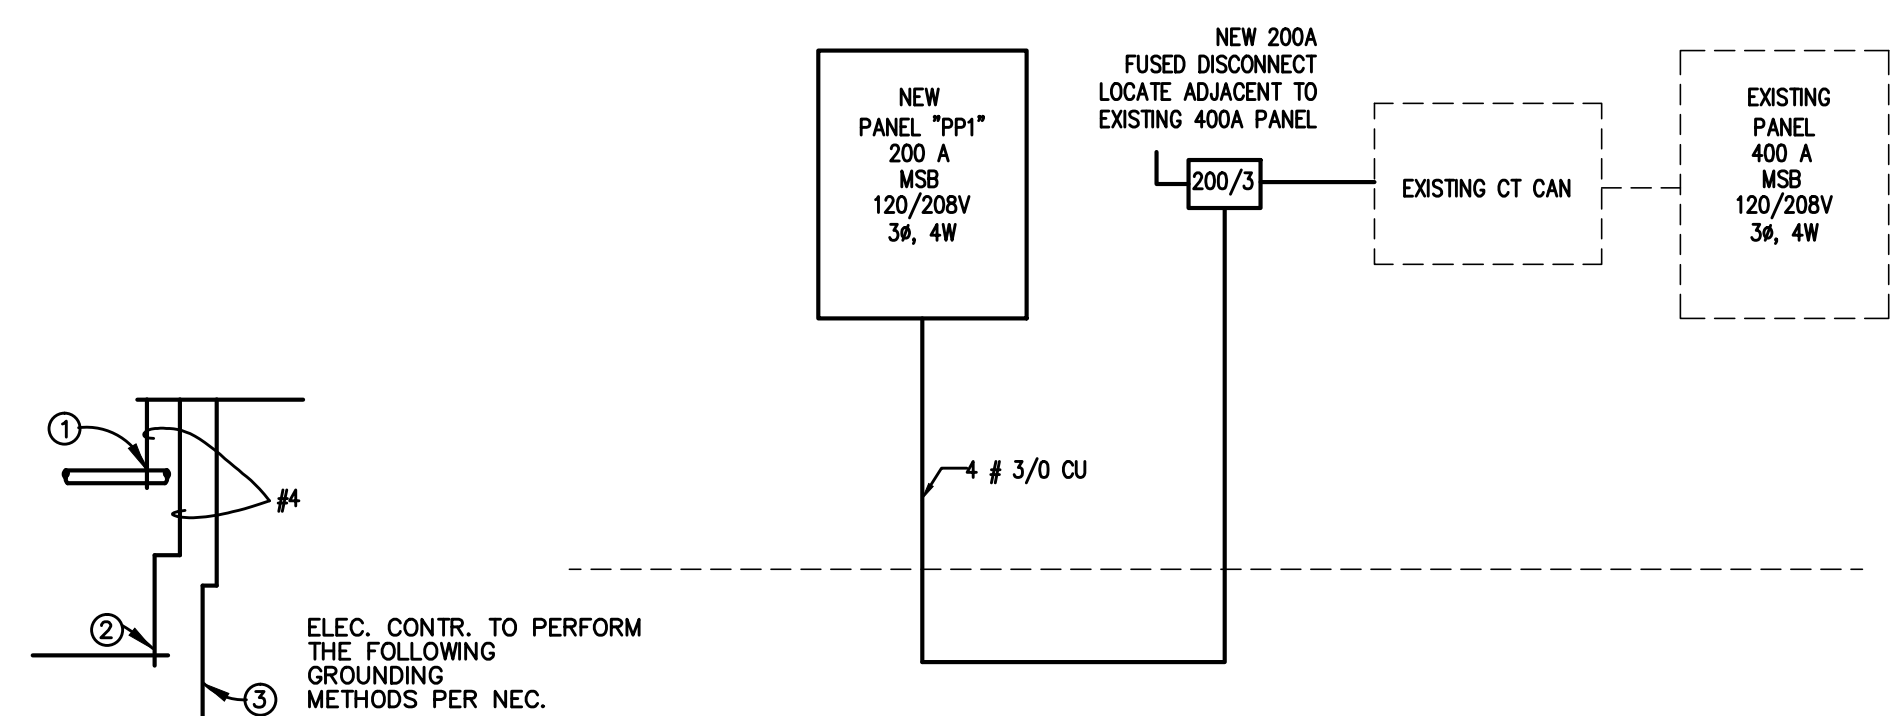 NEW
PANEL "PP1"
200 A
MSB
120/208V
3ø, 4W
NEW 200A
FUSED DISCONNECT
LOCATE ADJACENT TO
EXISTING 400A PANEL
200/3
EXISTING CT CAN
EXISTING
PANEL
400 A
MSB
120/208V
3ø, 4W
1
#4
4 # 3/0 CU
2
3
ELEC. CONTR. TO PERFORM
THE FOLLOWING
GROUNDING
METHODS PER NEC.